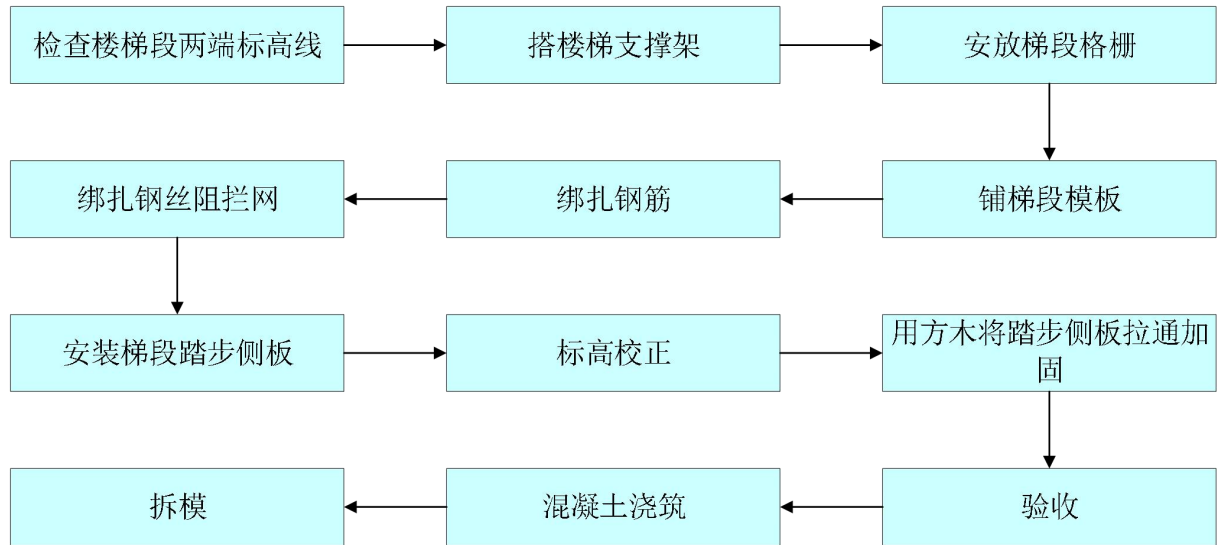 检查楼梯段两端标高线
搭楼梯支撑架
安放梯段格栅
绑扎钢丝阻拦网
绑扎钢筋
铺梯段模板
安装梯段踏步侧板
标高校正
用方木将踏步侧板拉通加
固
拆模
混凝土浇筑
验收